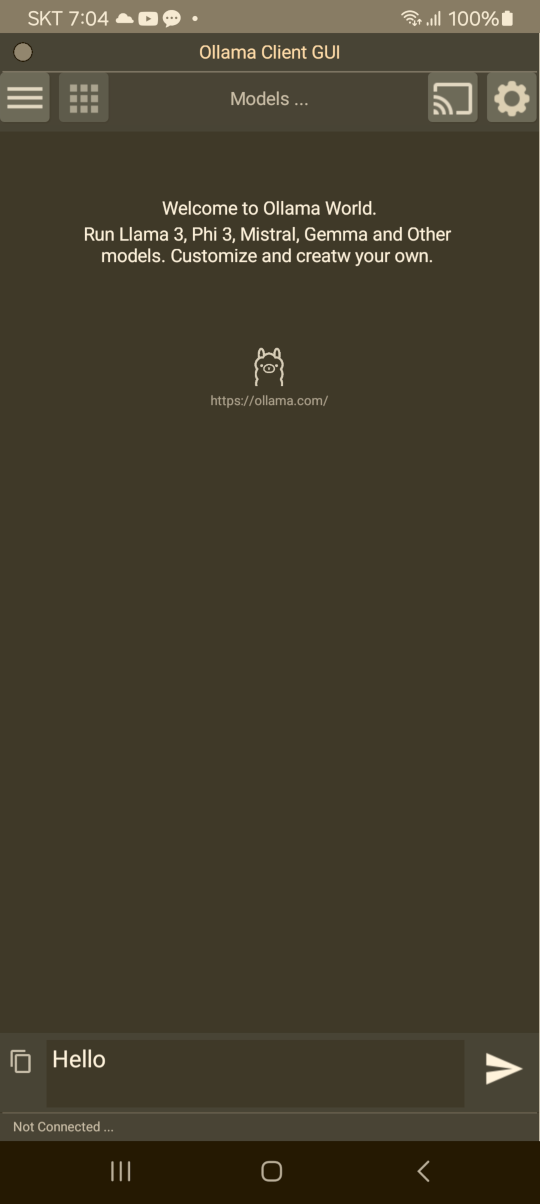 SKT 7:04
100%
Ollama Client GUI
Models ...
Welcome to Ollama World.
Run Llama 3, Phi 3, Mistral, Gemma and Other
models. Customize and creatw your own.
https://ollama.com/
Hello
Not Connected ...